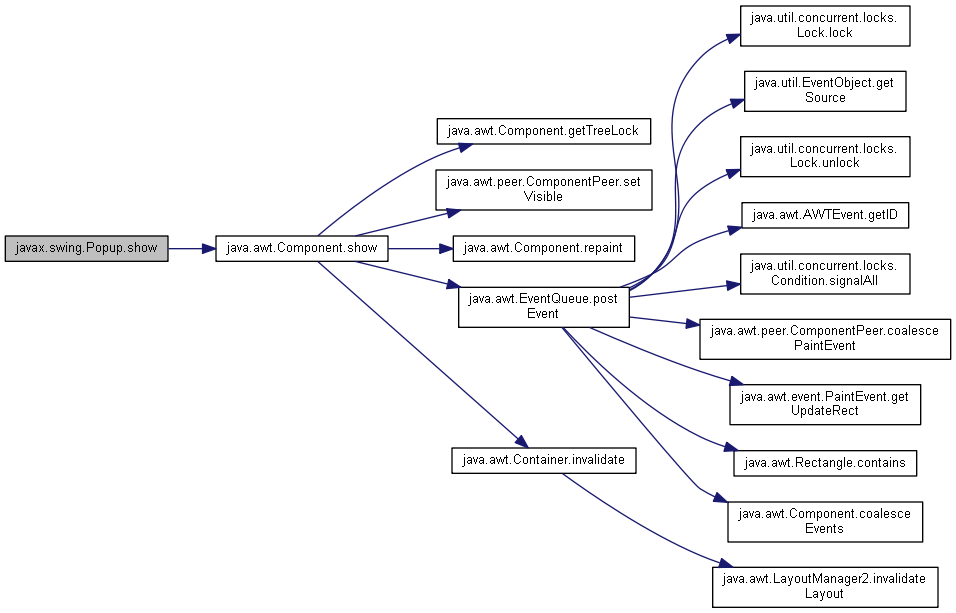 javax.swing.Popup.show
java.awt.Component.show
java.awt.Component.getTreeLock
java.awt.peer.ComponentPeer.set
Visible
java.awt.Component.repaint
java.awt.EventQueue.post
Event
java.awt.Container.invalidate
java.util.concurrent.locks.
Lock.lock
java.util.EventObject.get
Source
java.util.concurrent.locks.
Lock.unlock
java.awt.AWTEvent.getID
java.util.concurrent.locks.
Condition.signalAll
java.awt.peer.ComponentPeer.coalesce
PaintEvent
java.awt.event.PaintEvent.get
UpdateRect
java.awt.Rectangle.contains
java.awt.Component.coalesce
Events
java.awt.LayoutManager2.invalidate
Layout